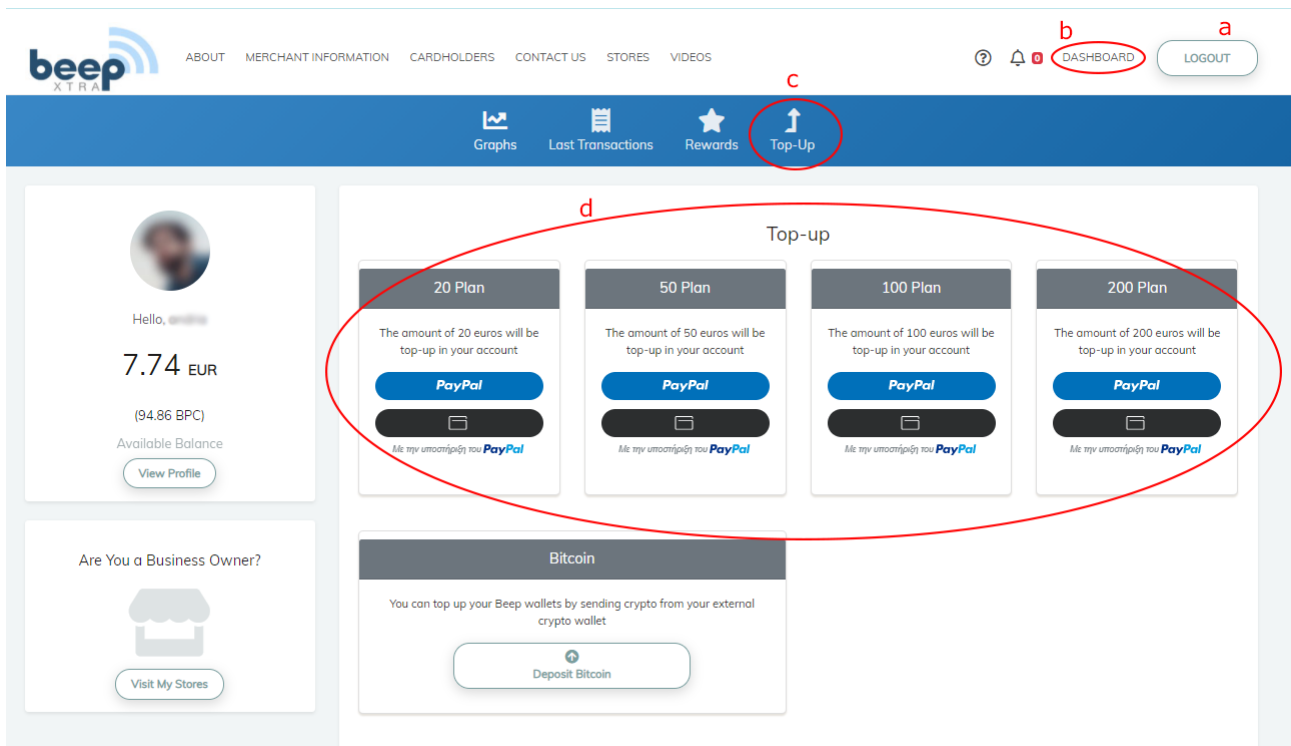 a
b
beep
XTRA
ABOUT MERCHANT INFORMATION CARDHOLDERS CONTACT US STORES VIDEOS 0 DASHBOARD LOGOUT
c
Graphs Last Transactions Rewards Top-Up
d
Top-up
20 Plan 50 Plan 100 Plan 200 Plan
The amount of 20 euros will be The amount of 50 euros will be The amount of 100 euros will be The amount of 200 euros will be
top-up in your account top-up in your account top-up in your account top-up in your account
PayPal PayPal PayPal PayPal
Με την υποστήριξη του PayPal Με την υποστήριξη του PayPal Με την υποστήριξη του PayPal Με την υποστήριξη του PayPal
Hello,
7.74 EUR
(94.86 BPC)
Available Balance
View Profile
Are You a Business Owner?
Visit My Stores
Bitcoin
You can top up your Beep wallets by sending crypto from your external
crypto wallet
Deposit Bitcoin